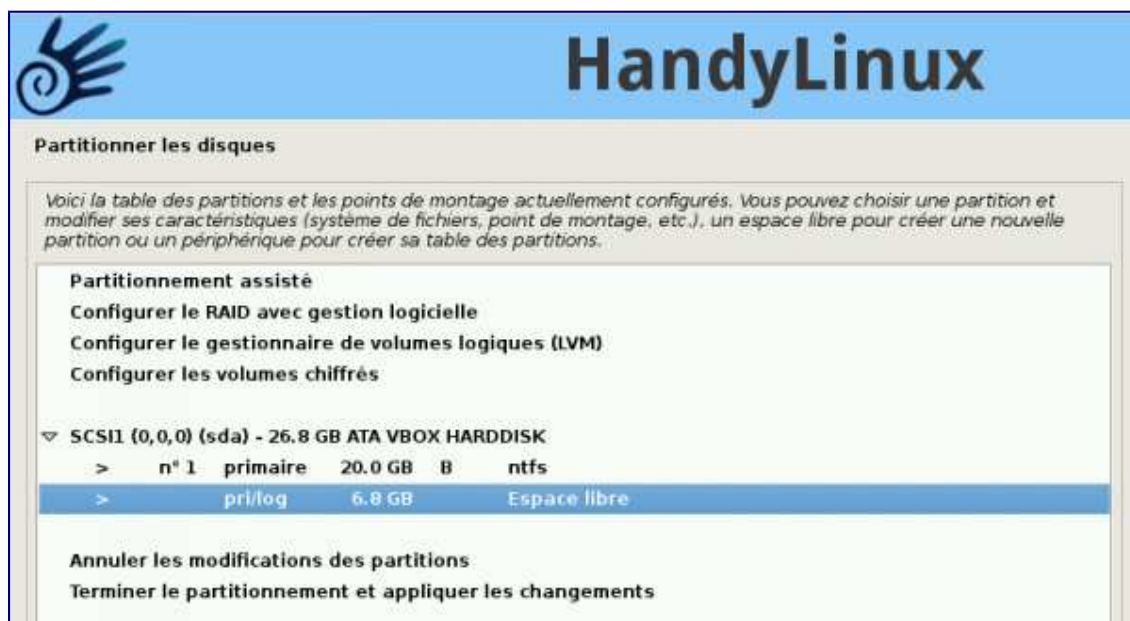 HandyLinux
Partitionner les disques
Voici la table des partitions et les points de montage actuellement configurés. Vous pouvez choisir une partition et
modifier ses caractéristiques (système de fichiers, point de montage, etc.), un espace libre pour créer une nouvelle
partition ou un périphérique pour créer sa table des partitions.
Partitionnement assisté
Configurer le RAID avec gestion logicielle
Configurer le gestionnaire de volumes logiques (LVM)
Configurer les volumes chiffrés
SCSI1 (0,0,0) (sda) - 26.8 GB ATA VBOX HARDDISK
> n° 1 primaire 20.0 GB B ntfs
> pri/log 6.8 GB Espace libre
Annuler les modifications des partitions
Terminer le partitionnement et appliquer les changements